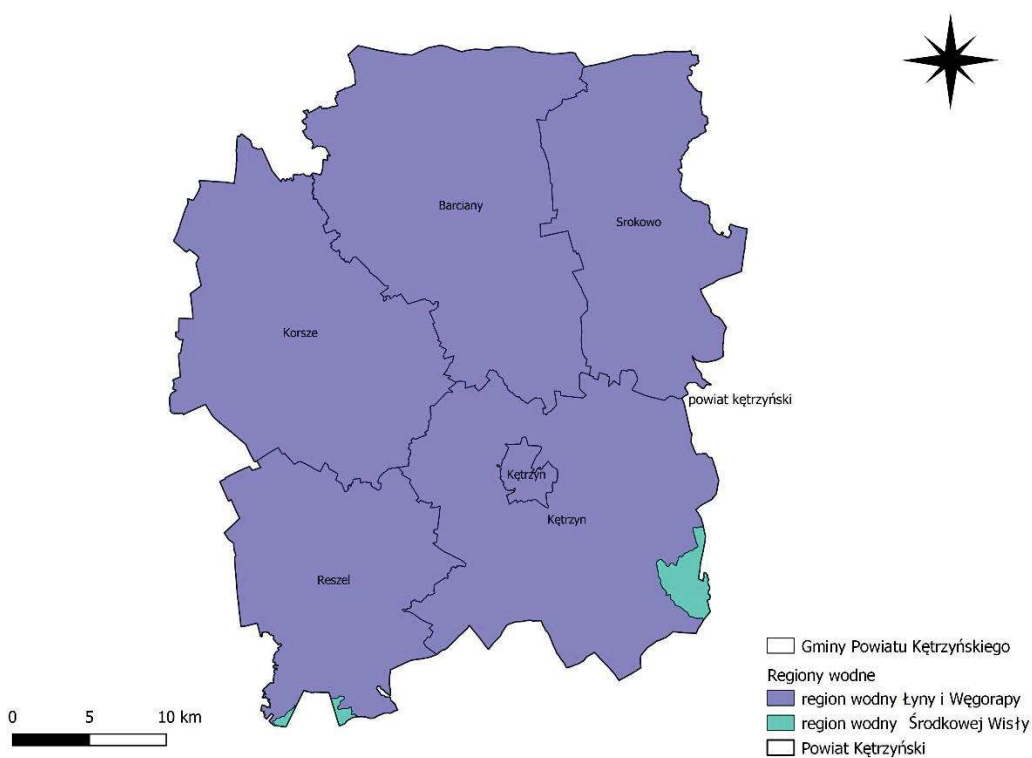 Barciany
Srokowo
Korsze
powiat kętrzyński
Kętrzyn
Kętrzyn
Reszel
Gminy Powiatu Kętrzyńskiego
Regiony wodne
region wodny Łyny i Węgorapy
region wodny Środkowej Wisły
Powiat Kętrzyński
0 5 10 km